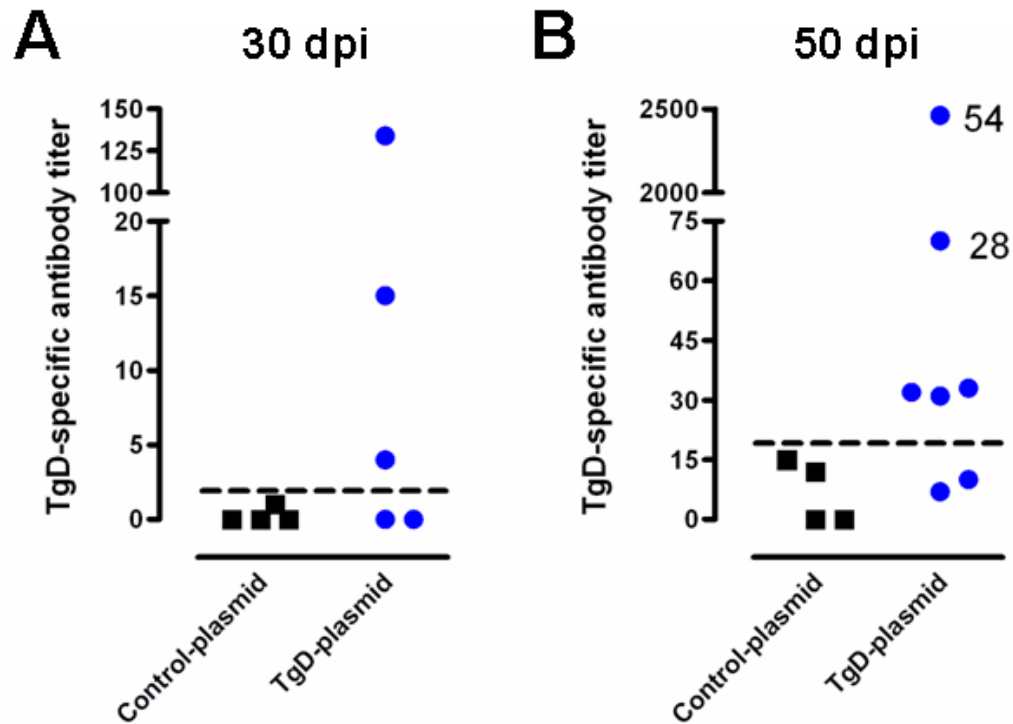 A
30 dpi
TgD-specific antibody titer
150
125
100
20
15
10
5
0
Control-plasmid
TgD-plasmid
B
50 dpi
TgD-specific antibody titer
2500
2000
75
60
45
30
15
0
54
28
Control-plasmid
TgD-plasmid